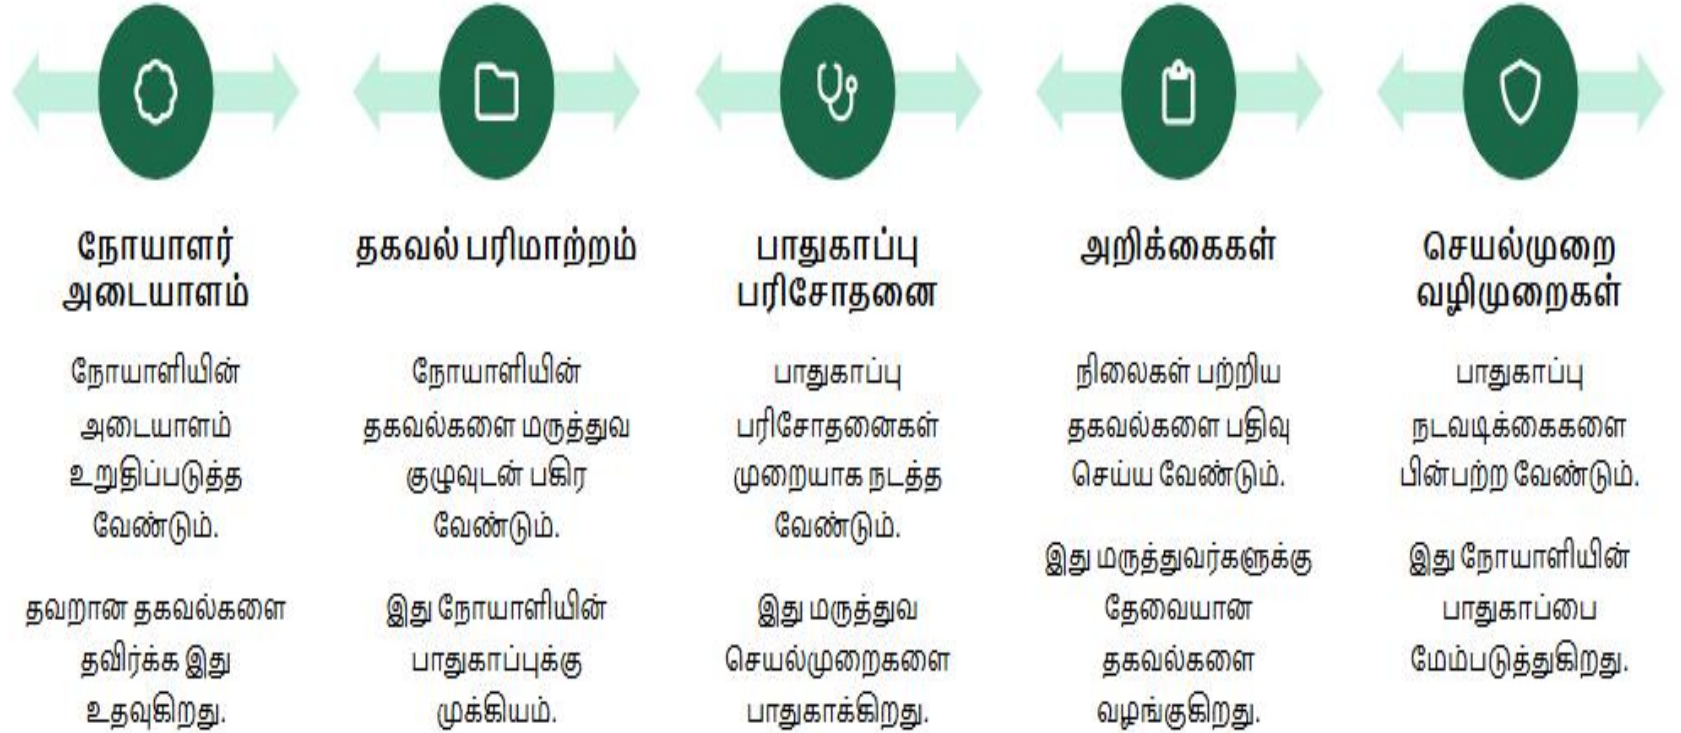 நோயாளர்
அடையாளம்
நோயாளியின்
அடையாளம்
உறுதிப்படுத்த
வேண்டும்.
தவறான தகவல்களை
தவிர்க்க இது
உதவுகிறது.
தகவல் பரிமாற்றம்
நோயாளியின்
தகவல்களை மருத்துவ
குழுவுடன் பகிர
வேண்டும்.
இது நோயாளியின்
பாதுகாப்புக்கு
முக்கியம்.
பாதுகாப்பு
பரிசோதனை
பாதுகாப்பு
பரிசோதனைகள்
முறையாக நடத்த
வேண்டும்.
இது மருத்துவ
செயல்முறைகளை
பாதுகாக்கிறது.
அறிக்கைகள்
நிலைகள் பற்றிய
தகவல்களை பதிவு
செய்ய வேண்டும்.
இது மருத்துவர்களுக்கு
தேவையான
தகவல்களை
வழங்குகிறது.
செயல்முறை
வழிமுறைகள்
பாதுகாப்பு
நடவடிக்கைகளை
பின்பற்ற வேண்டும்.
இது நோயாளியின்
பாதுகாப்பை
மேம்படுத்துகிறது.